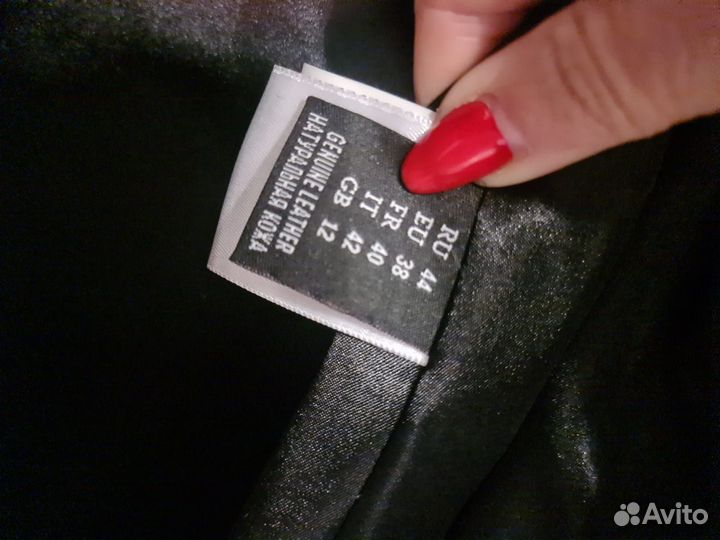 RU 44
EU 38
FR 40
IT 42
GB 12
GENUINE LEATHER
НАТУРАЛЬНАЯ КОЖА
Avito